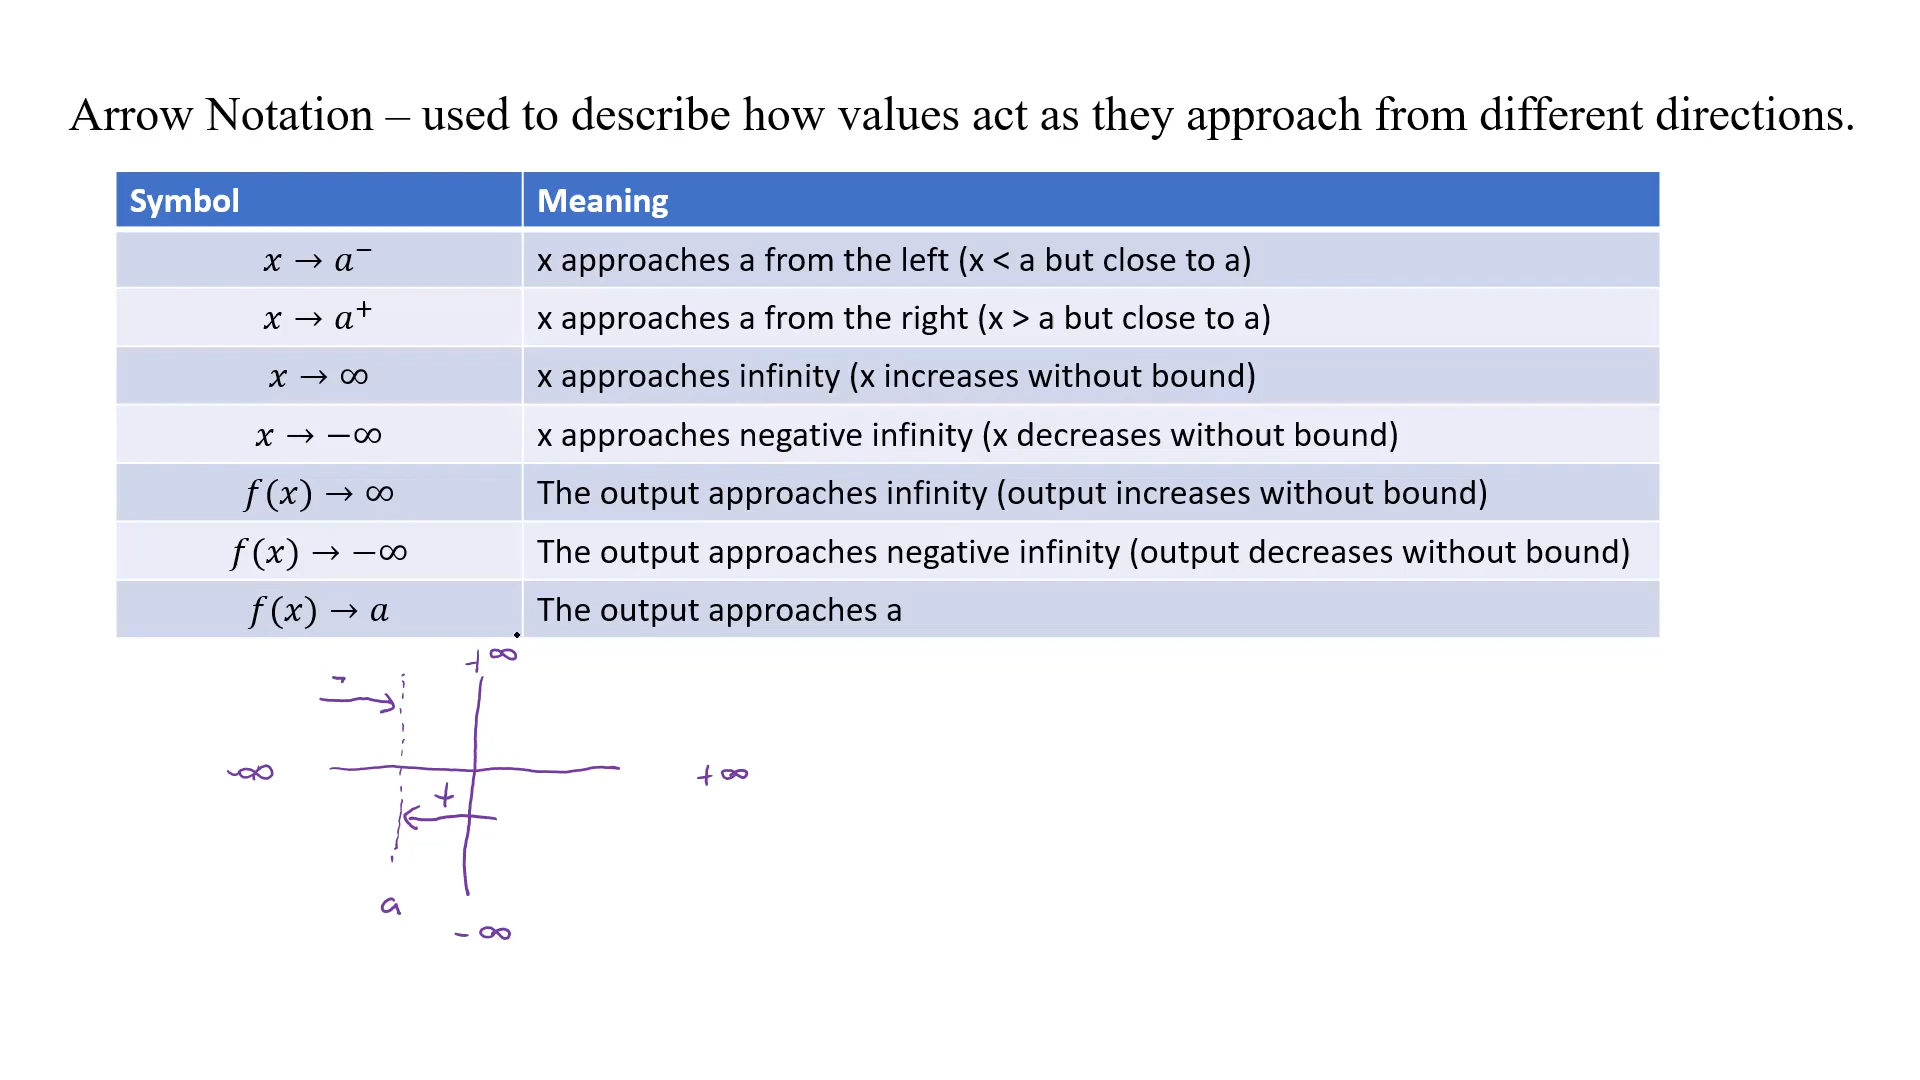 Arrow Notation – used to describe how values act as they approach from different directions.
Symbol Meaning
x → a⁻ x approaches a from the left (x < a but close to a)
x → a⁺ x approaches a from the right (x > a but close to a)
x → ∞ x approaches infinity (x increases without bound)
x → −∞ x approaches negative infinity (x decreases without bound)
f(x) → ∞ The output approaches infinity (output increases without bound)
f(x) → −∞ The output approaches negative infinity (output decreases without bound)
f(x) → a The output approaches a
+∞
-
-∞ +∞
+
a
-∞